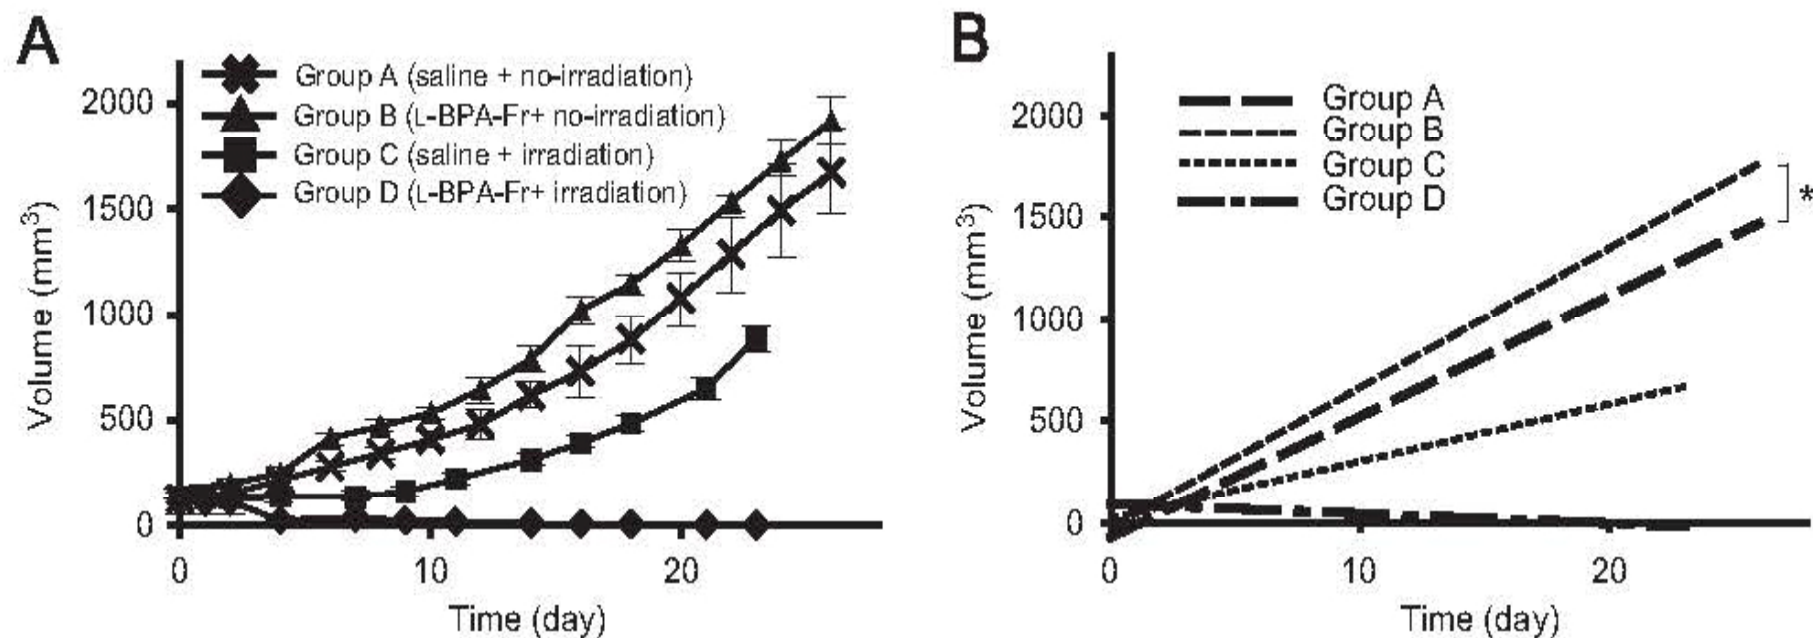 A
Group A (saline + no-irradiation)
Group B (L-BPA-Fr+ no-irradiation)
Group C (saline + irradiation)
Group D (L-BPA-Fr+ irradiation)
2000
1500
1000
500
0
Volume (mm³)
0 10 20
Time (day)
B
Group A
Group B
Group C
Group D
2000
1500
1000
500
0
Volume (mm³)
*
0 10 20
Time (day)